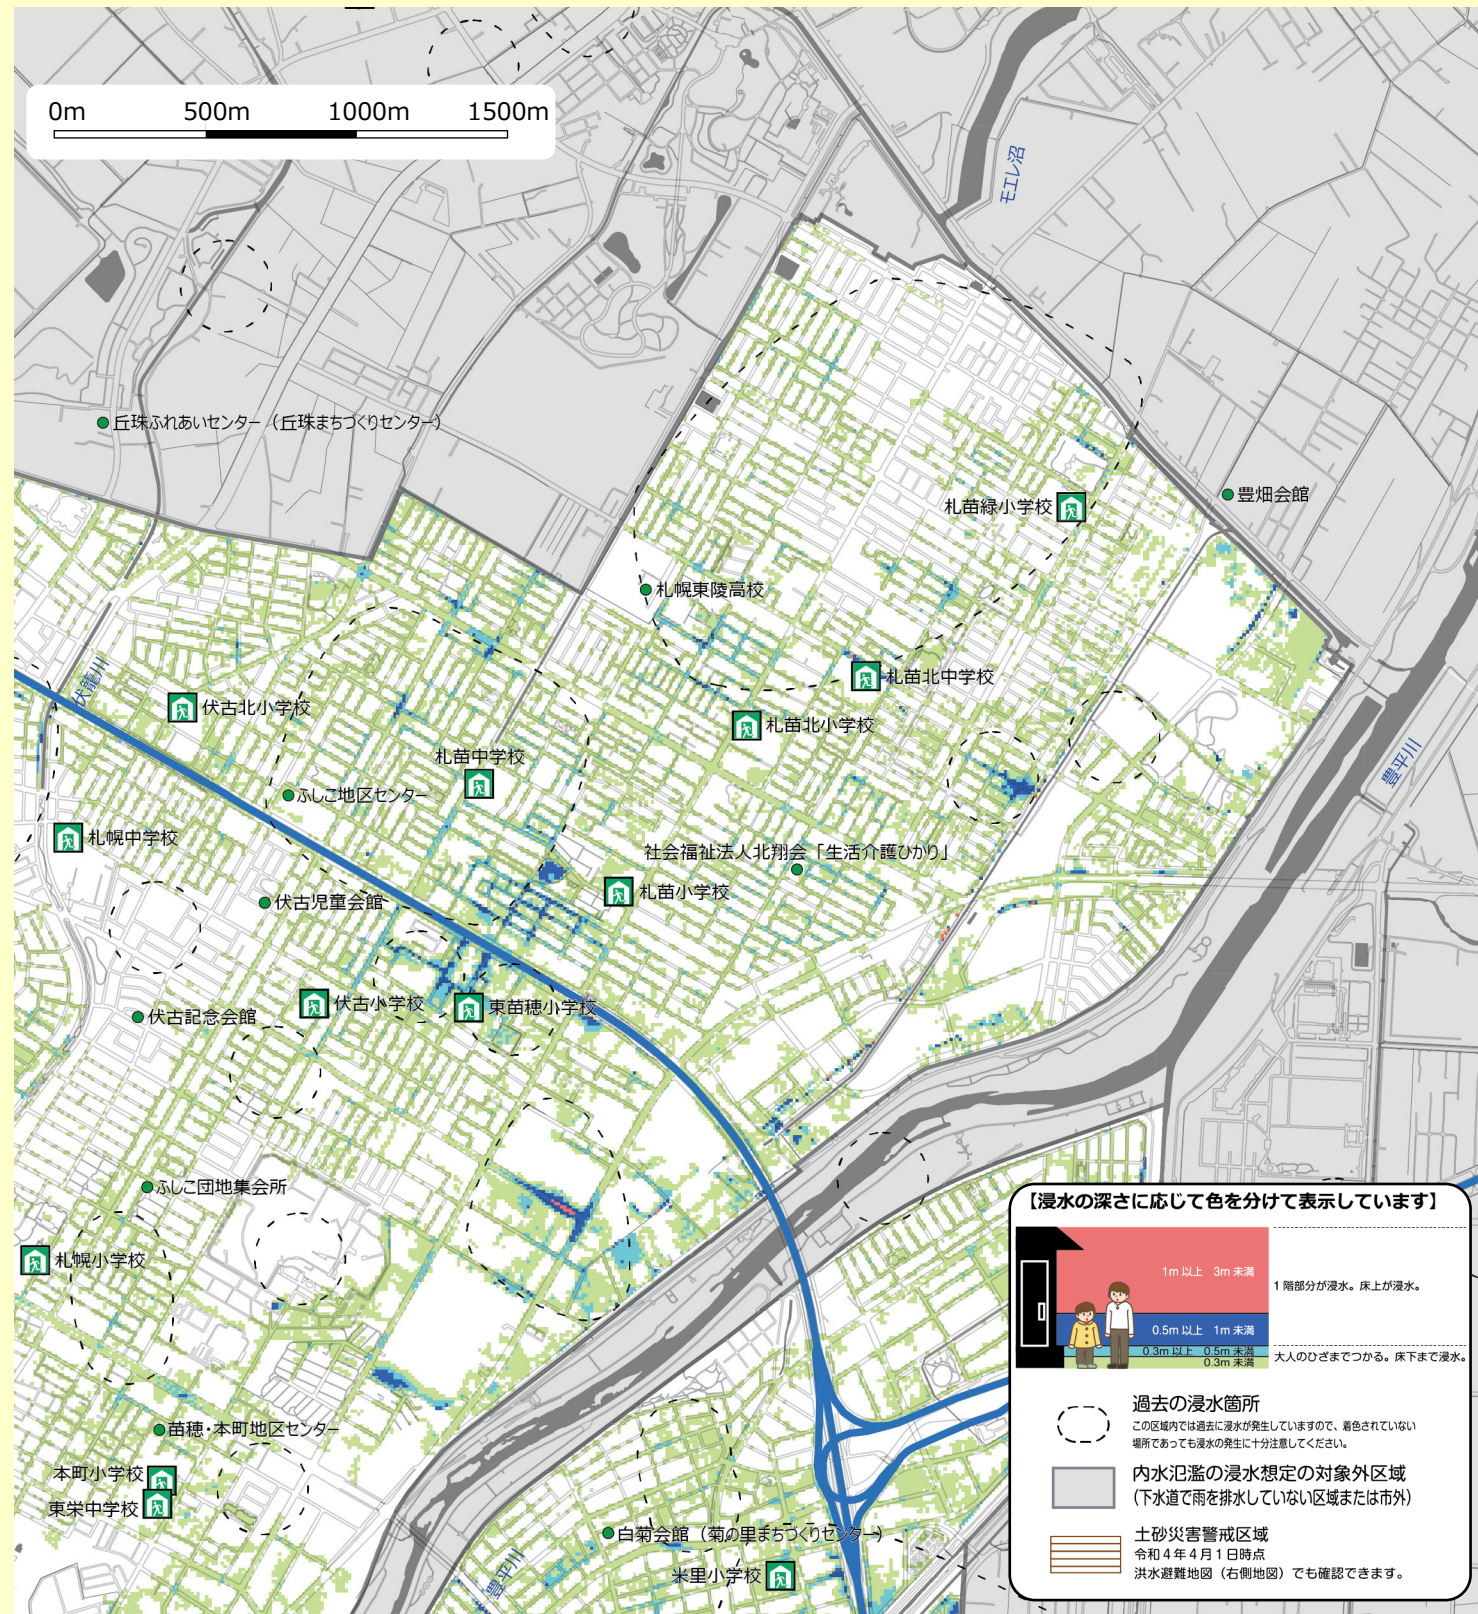 0m 500m 1000m 1500m
モエレ沼
丘珠ふれあいセンター（丘珠まちづくりセンター）
豊畑会館
札苗緑小学校
札幌東陵高校
伏籠川
札苗北中学校
伏古北小学校
札苗北小学校
札苗中学校
豊平川
ふしこ地区センター
札幌中学校
社会福祉法人北翔会「生活介護ひかり」
札苗小学校
伏古児童会館
伏古小学校
東苗穂小学校
伏古記念会館
ふしこ団地集会所
札幌小学校
苗穂・本町地区センター
本町小学校
東栄中学校
白菊会館（菊の里まちづくりセンター）
豊平川
米里小学校
【浸水の深さに応じて色を分けて表示しています】
1m 以上 3m 未満
1 階部分が浸水。床上が浸水。
0.5m 以上 1m 未満
0.3m 以上 0.5m 未満
0.3m 未満
大人のひざまでつかる。床下まで浸水。
過去の浸水箇所
この区域内では過去に浸水が発生していますので、着色されていない
場所であっても浸水の発生に十分注意してください。
内水氾濫の浸水想定の対象外区域
(下水道で雨を排水していない区域または市外)
土砂災害警戒区域
令和４年４月１日時点
洪水避難地図（右側地図）でも確認できます。